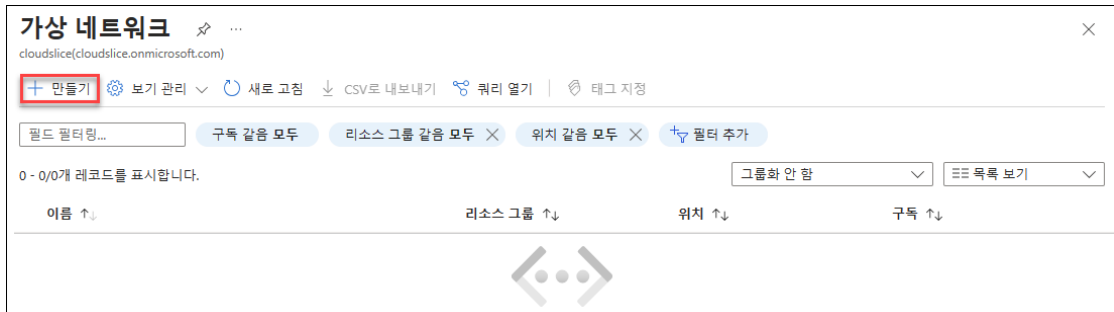 가상 네트워크
cloudslice(cloudslice.onmicrosoft.com)
만들기 보기 관리 새로 고침 CSV로 내보내기 쿼리 열기 태그 지정
필드 필터링... 구독 같음 모두 리소스 그룹 같음 모두 위치 같음 모두 필터 추가
0 - 0/0개 레코드를 표시합니다. 그룹화 안 함 목록 보기
이름 ↑↓ 리소스 그룹 ↑↓ 위치 ↑↓ 구독 ↑↓